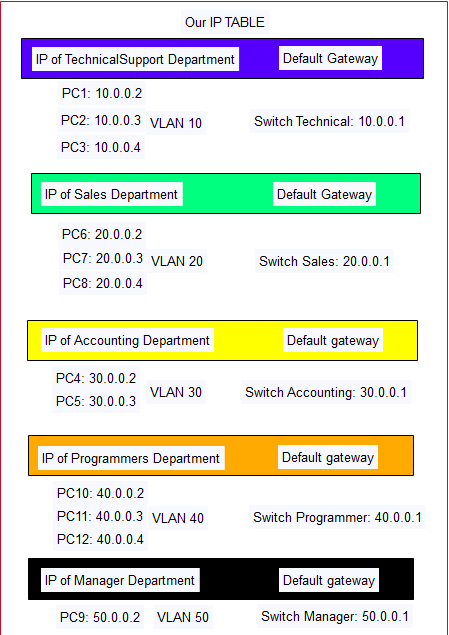 Our IP TABLE
IP of TechnicalSupport Department Default Gateway
PC1: 10.0.0.2
PC2: 10.0.0.3 VLAN 10 Switch Technical: 10.0.0.1
PC3: 10.0.0.4
IP of Sales Department Default Gateway
PC6: 20.0.0.2
PC7: 20.0.0.3 VLAN 20 Switch Sales: 20.0.0.1
PC8: 20.0.0.4
IP of Accounting Department Default gateway
PC4: 30.0.0.2
PC5: 30.0.0.3 VLAN 30 Switch Accounting: 30.0.0.1
IP of Programmers Department Default gateway
PC10: 40.0.0.2
PC11: 40.0.0.3 VLAN 40 Switch Programmer: 40.0.0.1
PC12: 40.0.0.4
IP of Manager Department Default gateway
PC9: 50.0.0.2 VLAN 50 Switch Manager: 50.0.0.1